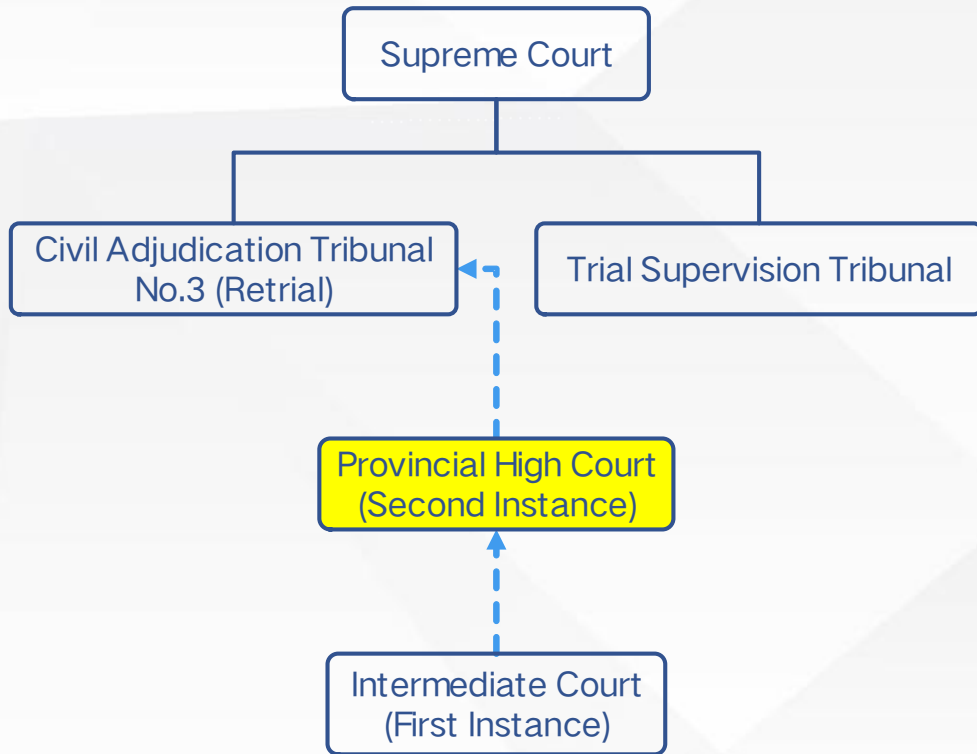 Supreme Court
Civil Adjudication Tribunal
No.3 (Retrial)
Trial Supervision Tribunal
Provincial High Court
(Second Instance)
Intermediate Court
(First Instance)